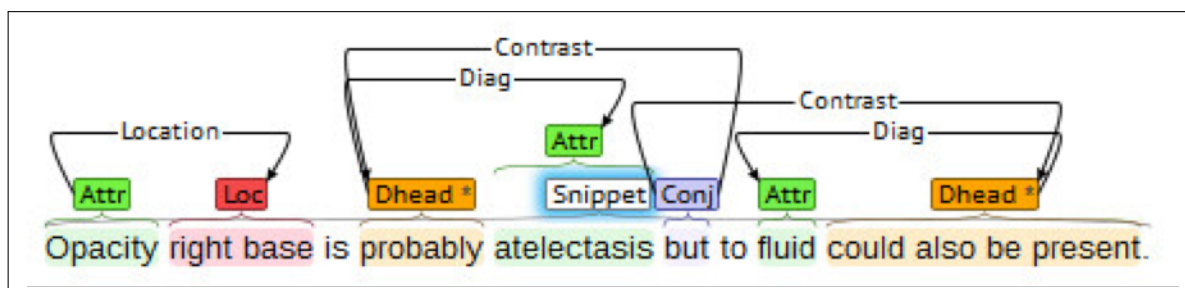 Contrast
Diag
Contrast
Location Diag
Attr
Attr Loc Dhead * Snippet Conj Attr Dhead *
Opacity right base is probably atelectasis but to fluid could also be present.